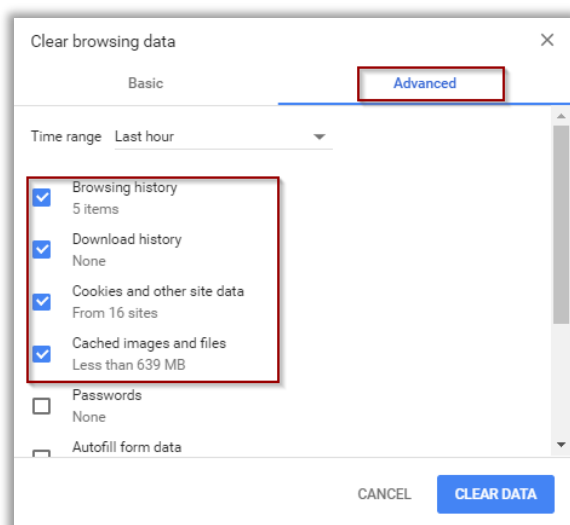 Clear browsing data
Basic Advanced
Time range Last hour
Browsing history
5 items
Download history
None
Cookies and other site data
From 16 sites
Cached images and files
Less than 639 MB
Passwords
None
Autofill form data
CANCEL CLEAR DATA